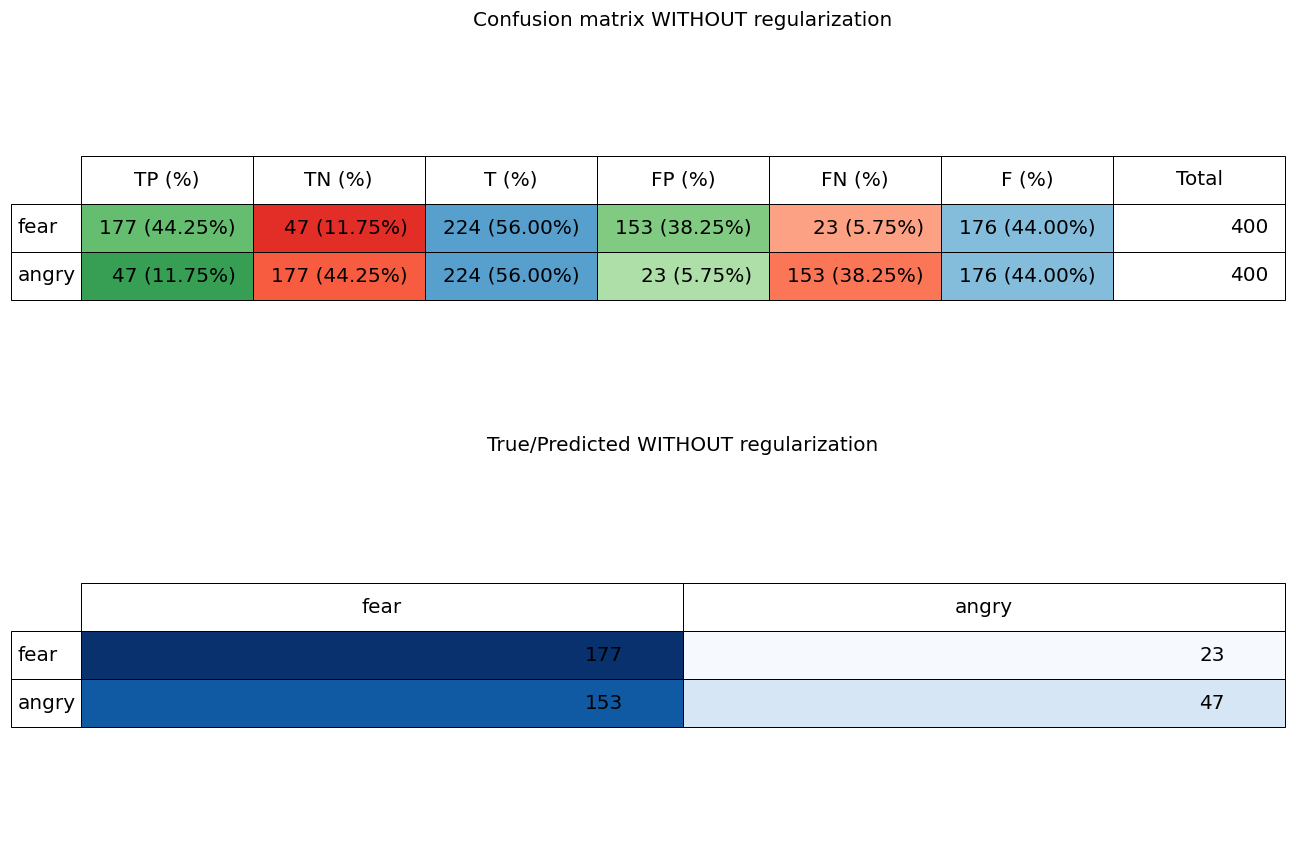 Confusion matrix WITHOUT regularization
TP (%) TN (%) T (%) FP (%) FN (%) F (%) Total
fear 177 (44.25%) 47 (11.75%) 224 (56.00%) 153 (38.25%) 23 (5.75%) 176 (44.00%) 400
angry 47 (11.75%) 177 (44.25%) 224 (56.00%) 23 (5.75%) 153 (38.25%) 176 (44.00%) 400
True/Predicted WITHOUT regularization
fear angry
fear 177 23
angry 153 47